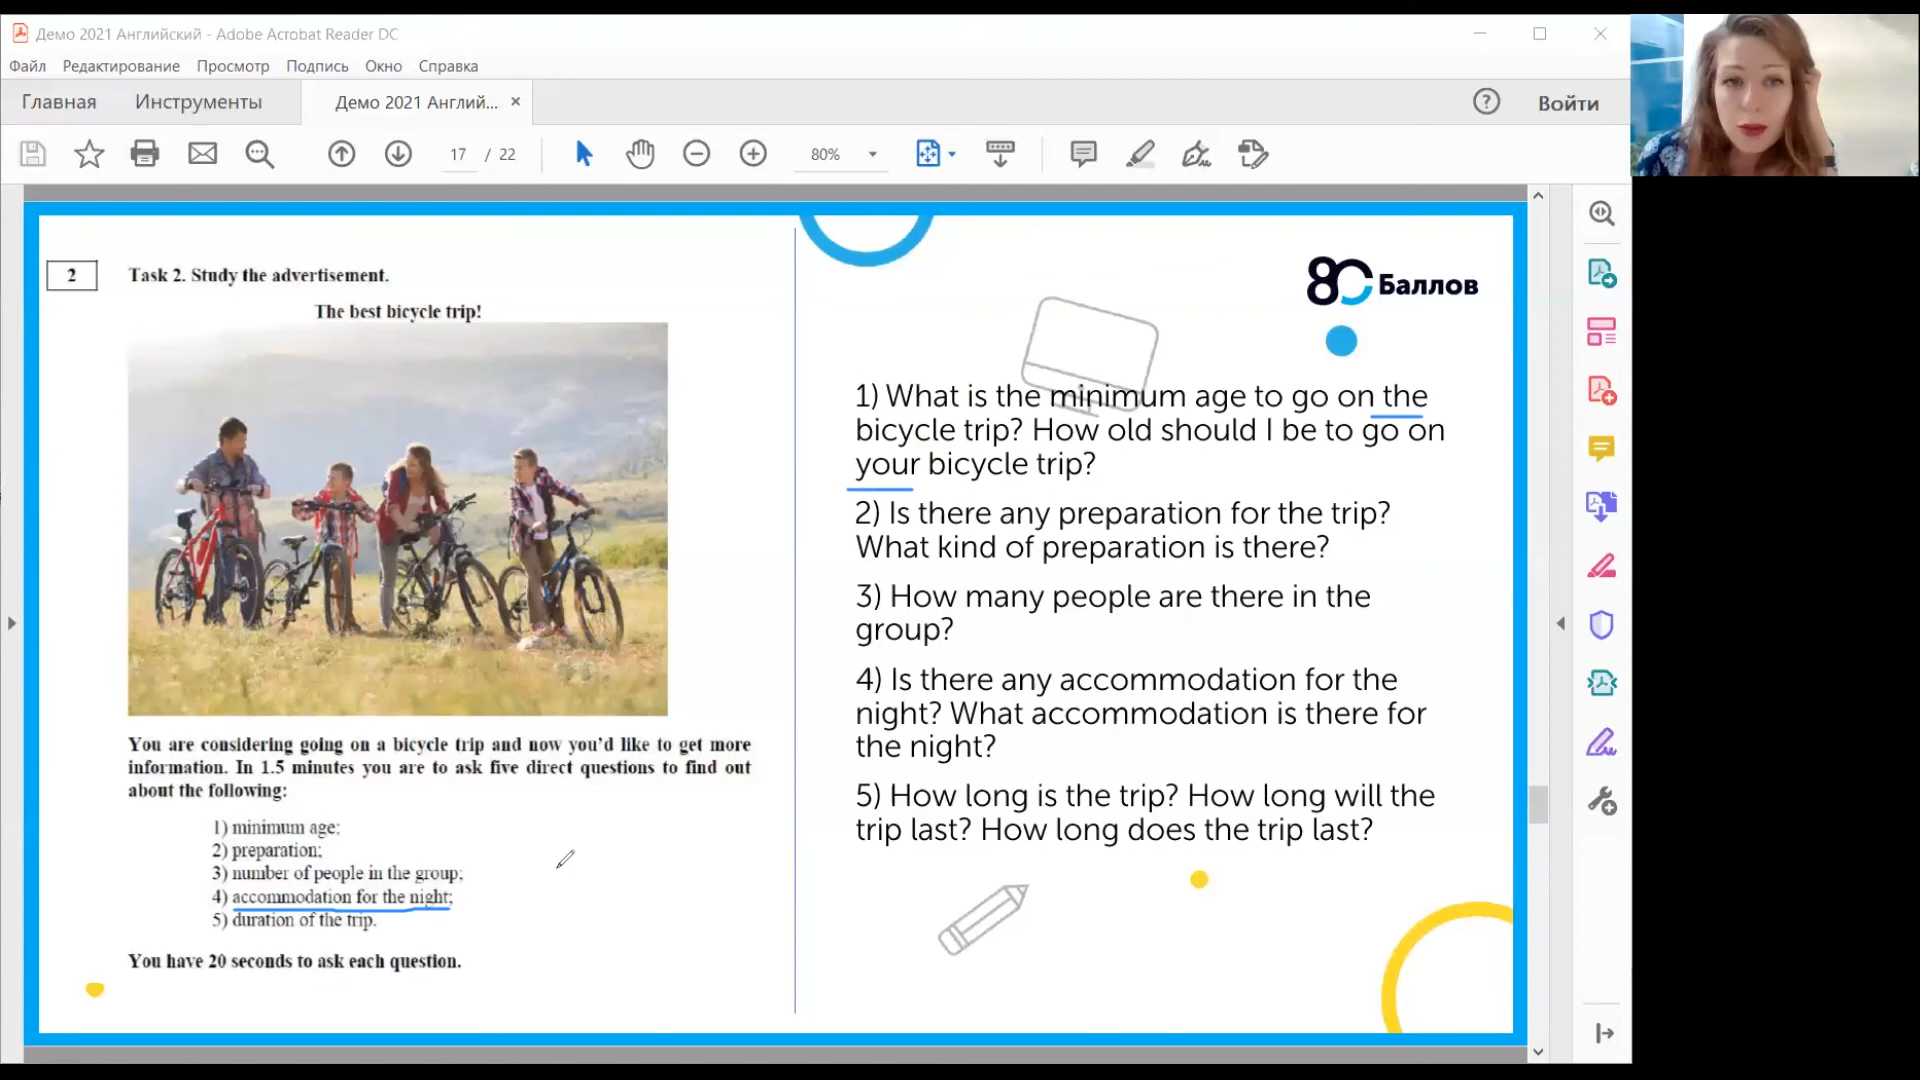 Демо 2021 Английский - Adobe Acrobat Reader DC
Файл Редактирование Просмотр Подпись Окно Справка
Главная Инструменты Демо 2021 Англий... × Войти
17 / 22 80%
2 Task 2. Study the advertisement.
The best bicycle trip!
You are considering going on a bicycle trip and now you’d like to get more
information. In 1.5 minutes you are to ask five direct questions to find out
about the following:
1) minimum age;
2) preparation;
3) number of people in the group;
4) accommodation for the night;
5) duration of the trip.
You have 20 seconds to ask each question.
80 Баллов
1) What is the minimum age to go on the
bicycle trip? How old should I be to go on
your bicycle trip?
2) Is there any preparation for the trip?
What kind of preparation is there?
3) How many people are there in the
group?
4) Is there any accommodation for the
night? What accommodation is there for
the night?
5) How long is the trip? How long will the
trip last? How long does the trip last?